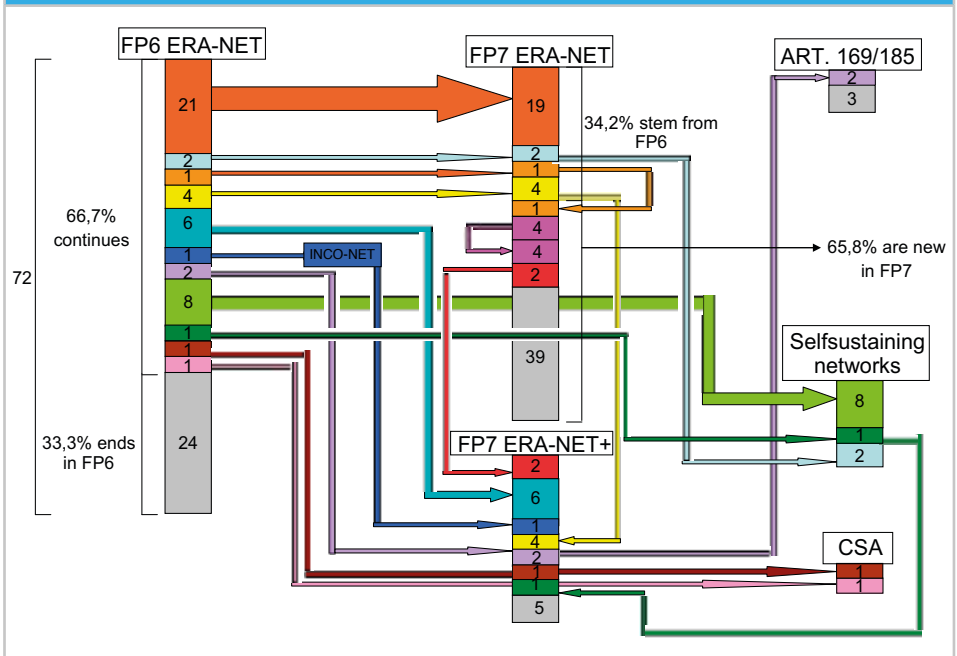 FP6 ERA-NET
21
2
1
4
6
1
2
8
1
1
1
24
72
66,7%
continues
33,3% ends
in FP6
INCO-NET
FP7 ERA-NET
19
2
1
4
1
4
4
2
39
34,2% stem from
FP6
65,8% are new
in FP7
FP7 ERA-NET+
2
6
1
4
2
1
1
5
ART. 169/185
2
3
Selfsustaining
networks
8
1
2
CSA
1
1